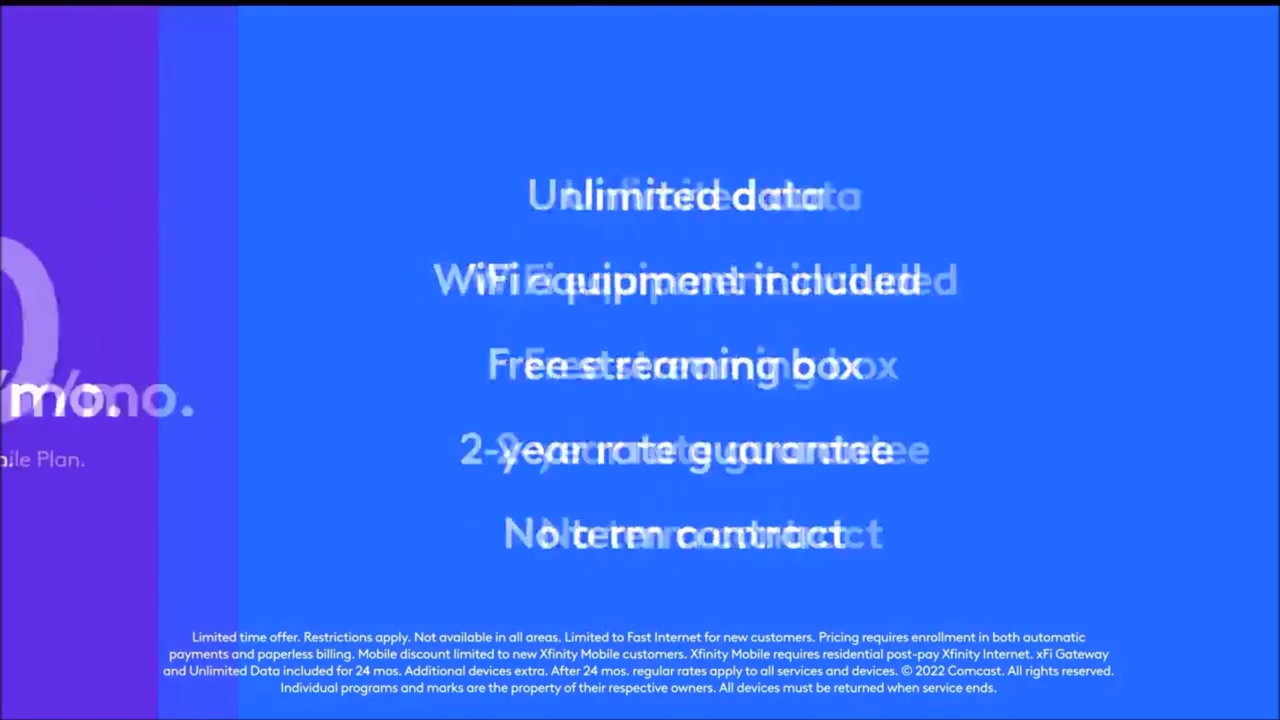 Unlimited data
WiFi equipment included
Free streaming box
2-year rate guarantee
No term contract
/mo.
Plan.
Limited time offer. Restrictions apply. Not available in all areas. Limited to Fast Internet for new customers. Pricing requires enrollment in both automatic
payments and paperless billing. Mobile discount limited to new Xfinity Mobile customers. Xfinity Mobile requires residential post-pay Xfinity Internet. xFi Gateway
and Unlimited Data included for 24 mos. Additional devices extra. After 24 mos. regular rates apply to all services and devices. © 2022 Comcast. All rights reserved.
Individual programs and marks are the property of their respective owners. All devices must be returned when service ends.